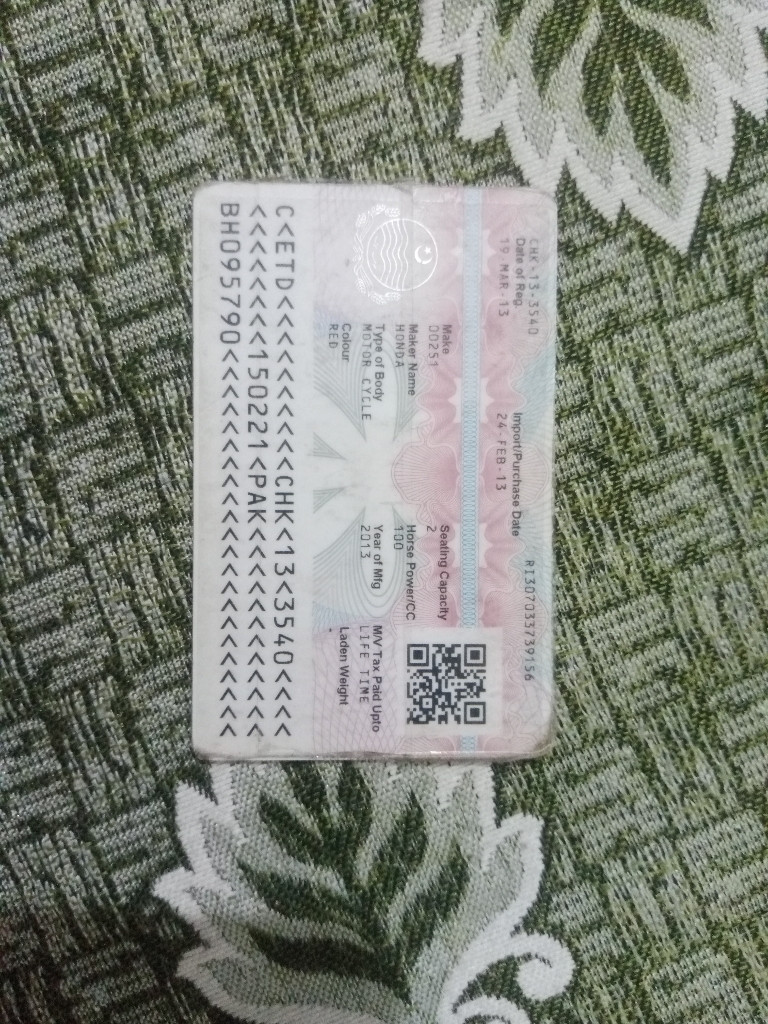 CHK-13-3540
RI307033739156
Date of Reg.
Import/Purchase Date
19-MAR-13
24-FEB-13
Make
Seating Capacity
00251
2
Maker Name
Horse Power/CC
HONDA
100
Type of Body
Year of Mfg
M/V Tax Paid Upto
MOTOR CYCLE
2013
LIFE TIME
Colour
Laden Weight
RED
-
C<ETD<<<<<<<<<<<CHK<13<3540<<<<
<<<<<<<<150221<PAK<<<<<<<<<<<<<
BH095790<<<<<<<<<<<<<<<<<<<<<<<